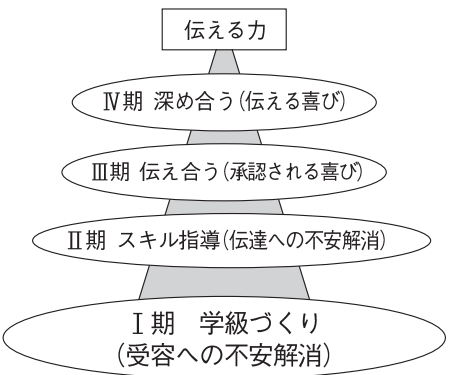 伝える力
Ⅳ期 深め合う(伝える喜び)
Ⅲ期 伝え合う(承認される喜び)
Ⅱ期 スキル指導(伝達への不安解消)
Ⅰ期 学級づくり
(受容への不安解消)